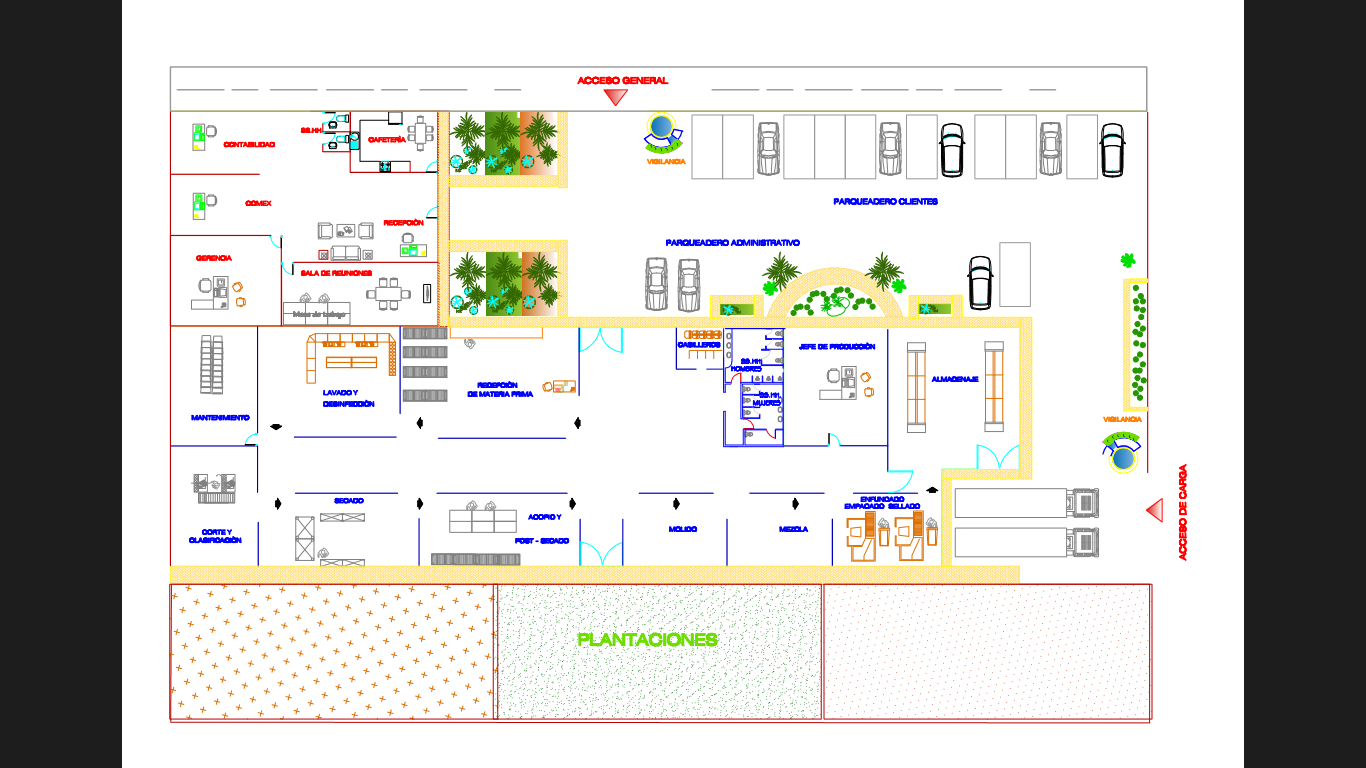 ACCESO GENERAL
CONTABILIDAD
SS.HH
CAFETERÍA
VIGILANCIA
COMEX
RECEPCIÓN
PARQUEADERO CLIENTES
PARQUEADERO ADMINISTRATIVO
GERENCIA
SALA DE REUNIONES
Mesa de trabajo
CASILLEROS
SS.HH.
HOMBRES
JEFE DE PRODUCCIÓN
ALMACENAJE
LAVADO Y
DESINFECCIÓN
RECEPCIÓN
DE MATERIA PRIMA
SS.HH.
MUJERES
MANTENIMIENTO
VIGILANCIA
SECADO
ENFUNDADO
EMPACADO SELLADO
ACOPIO Y
POST - SECADO
CORTE Y
CLASIFICACIÓN
MOLIDO
MEZCLA
ACCESO DE CARGA
PLANTACIONES